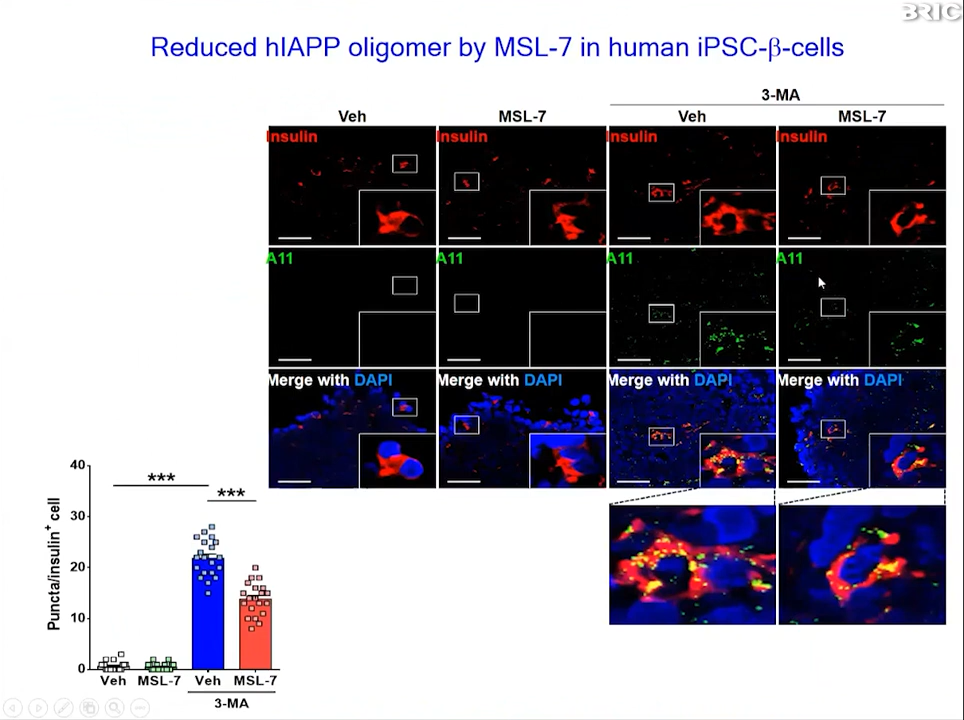 BRIC
Reduced hIAPP oligomer by MSL-7 in human iPSC-β-cells
3-MA
Veh MSL-7 Veh MSL-7
Insulin Insulin Insulin Insulin
A11 A11 A11 A11
Merge with DAPI Merge with DAPI Merge with DAPI Merge with DAPI
Puncta/insulin+ cell
40
30
20
10
0
*** 
***
Veh MSL-7 Veh MSL-7
3-MA